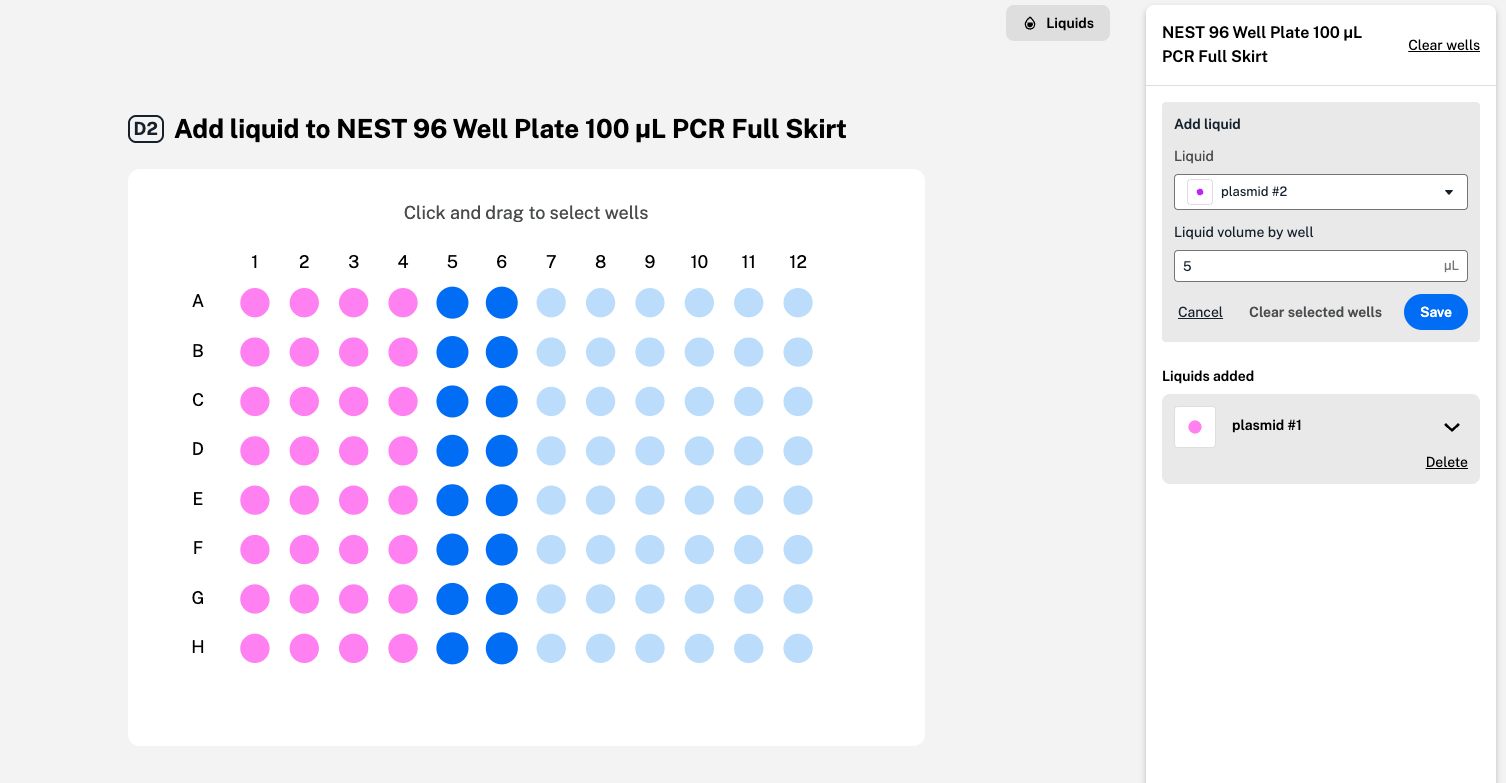 Liquids
D2 Add liquid to NEST 96 Well Plate 100 µL PCR Full Skirt
Click and drag to select wells
1 2 3 4 5 6 7 8 9 10 11 12
A
B
C
D
E
F
G
H
NEST 96 Well Plate 100 µL
PCR Full Skirt
Clear wells
Add liquid
Liquid
plasmid #2
Liquid volume by well
5 µL
Cancel Clear selected wells Save
Liquids added
plasmid #1
Delete